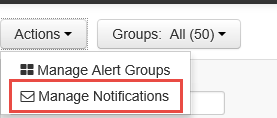 Actions Groups: All (50)
Manage Alert Groups
Manage Notifications